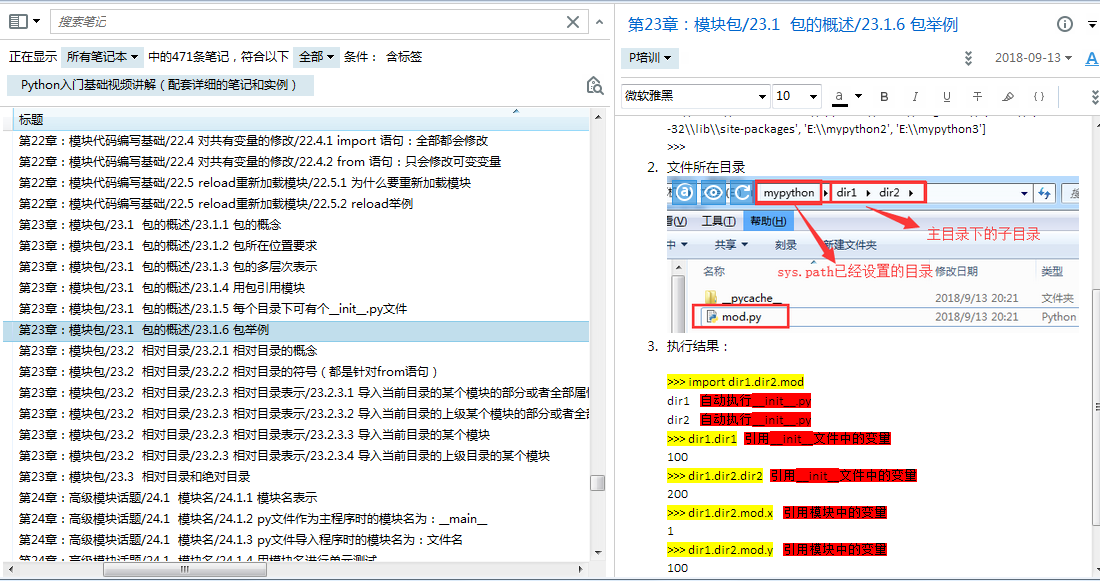 搜索笔记
正在显示 所有笔记本 中的471条笔记，符合以下 全部 条件： 含标签
Python入门基础视频讲解（配套详细的笔记和实例）
标题
第22章：模块代码编写基础/22.4 对共有变量的修改/22.4.1 import 语句：全部都会修改
第22章：模块代码编写基础/22.4 对共有变量的修改/22.4.2 from 语句：只会修改可变变量
第22章：模块代码编写基础/22.5 reload重新加载模块/22.5.1 为什么要重新加载模块
第22章：模块代码编写基础/22.5 reload重新加载模块/22.5.2 reload举例
第23章：模块包/23.1 包的概述/23.1.1 包的概念
第23章：模块包/23.1 包的概述/23.1.2 包所在位置要求
第23章：模块包/23.1 包的概述/23.1.3 包的多层次表示
第23章：模块包/23.1 包的概述/23.1.4 用包引用模块
第23章：模块包/23.1 包的概述/23.1.5 每个目录下可有个__init__.py文件
第23章：模块包/23.1 包的概述/23.1.6 包举例
第23章：模块包/23.2 相对目录/23.2.1 相对目录的概念
第23章：模块包/23.2 相对目录/23.2.2 相对目录的符号（都是针对from语句）
第23章：模块包/23.2 相对目录/23.2.3 相对目录表示/23.2.3.1 导入当前目录的某个模块的部分或者全部属
第23章：模块包/23.2 相对目录/23.2.3 相对目录表示/23.2.3.2 导入当前目录的上级某个模块的部分或者全
第23章：模块包/23.2 相对目录/23.2.3 相对目录表示/23.2.3.3 导入当前目录的某个模块
第23章：模块包/23.2 相对目录/23.2.3 相对目录表示/23.2.3.4 导入当前目录的上级目录的某个模块
第23章：模块包/23.3 相对目录和绝对目录
第24章：高级模块话题/24.1 模块名/24.1.1 模块名表示
第24章：高级模块话题/24.1 模块名/24.1.2 py文件作为主程序时的模块名为：__main__
第24章：高级模块话题/24.1 模块名/24.1.3 py文件导入程序时的模块名为：文件名
第24章：高级模块话题/24.1 模块名/24.1.4 用模块名进行单元测试
第23章：模块包/23.1 包的概述/23.1.6 包举例
P培训 2018-09-13 A
微软雅黑 10 a B I U T {}
-32\\lib\\site-packages', 'E:\\mypython2', 'E:\\mypython3']
>>>
2. 文件所在目录
mypython dir1 dir2
(V) 工具(T) 帮助(H)
主目录下的子目录
中 共享 刻录 新建文件夹
sys.path已经设置的目录
名称 修改日期 类型
__pycache__ 2018/9/13 20:21 文件夹
mod.py 2018/9/13 20:21 Python
3. 执行结果：
>>> import dir1.dir2.mod
dir1 自动执行__init__.py
dir2 自动执行__init__.py
>>> dir1.dir1 引用__init__文件中的变量
100
>>> dir1.dir2.dir2 引用__init__文件中的变量
200
>>> dir1.dir2.mod.x 引用模块中的变量
1
>>> dir1.dir2.mod.y 引用模块中的变量
100